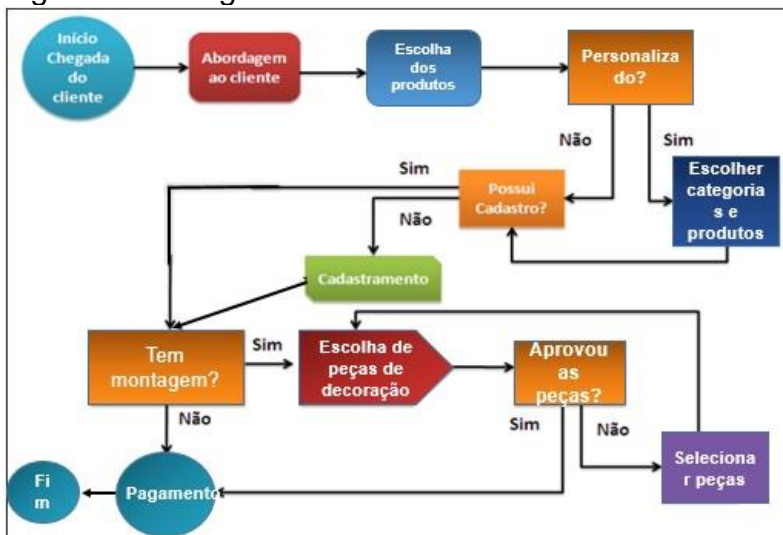 Início
Chegada
do
cliente
Abordagem
ao cliente
Escolha
dos
produtos
Personaliza
do?
Não
Sim
Sim
Possui
Cadastro?
Não
Escolher
categoria
s e
produtos
Cadastramento
Tem
montagem?
Sim
Escolha de
peças de
decoração
Aprovou
as
peças?
Não
Sim
Não
Seleciona
r peças
Fi
m
Pagamento